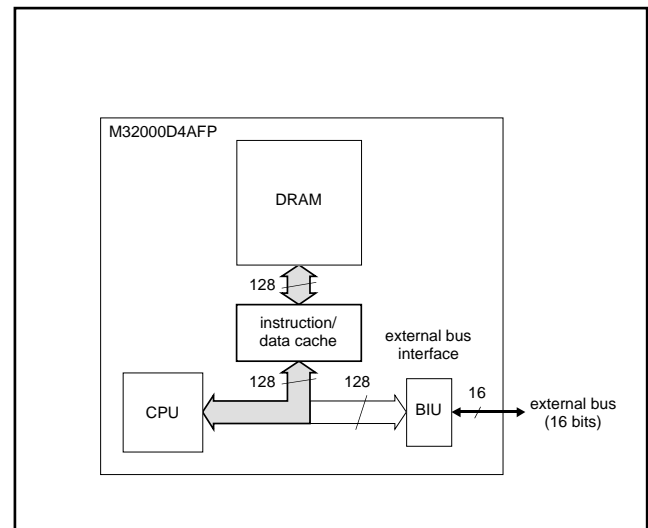 M32000D4AFP
DRAM
128
instruction/
data cache
external bus
interface
128
128
16
CPU
BIU
external bus
(16 bits)